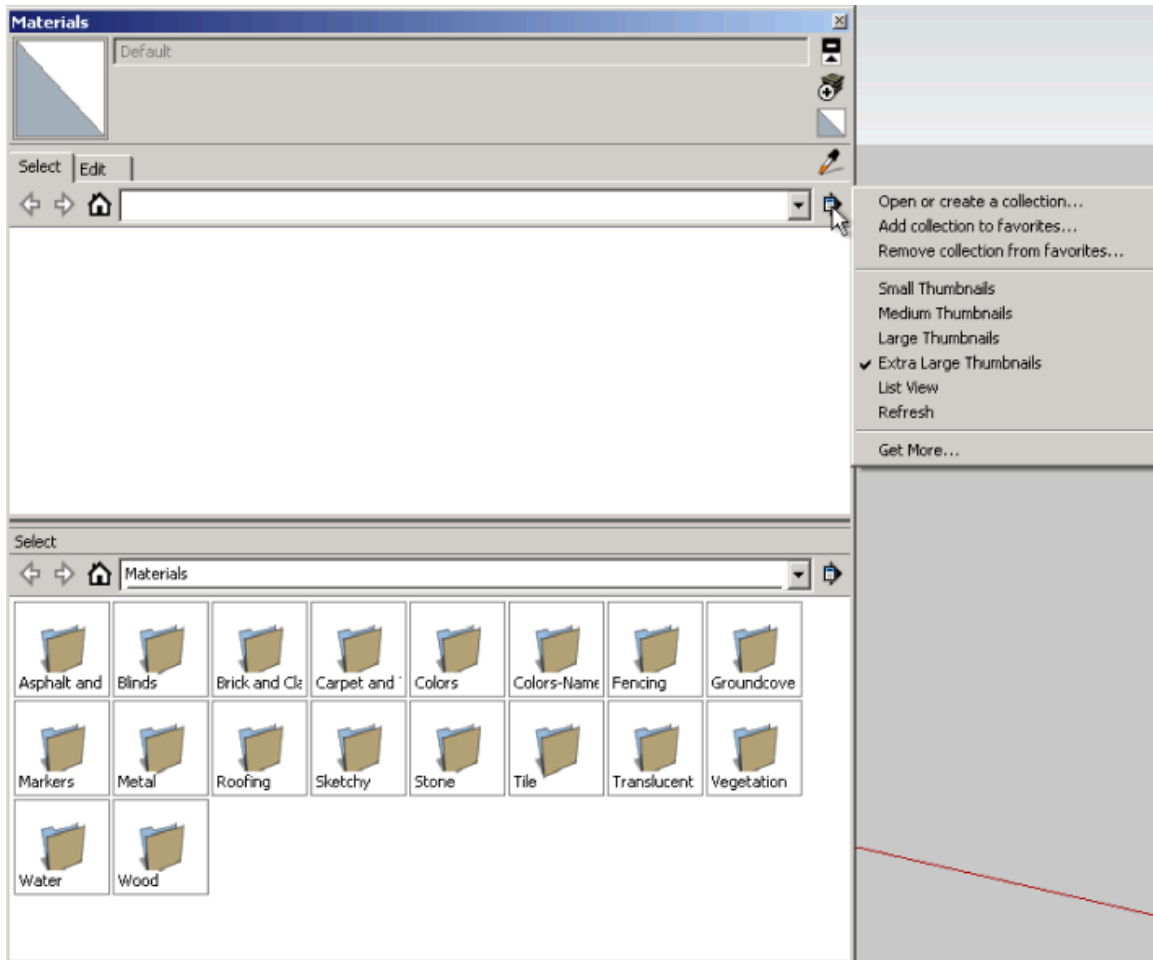 Materials
Default
Select Edit
Open or create a collection...
Add collection to favorites...
Remove collection from favorites...
Small Thumbnails
Medium Thumbnails
Large Thumbnails
Extra Large Thumbnails
List View
Refresh
Get More...
Select
Materials
Asphalt and Blinds Brick and Cla Carpet and Colors Colors-Name Fencing Groundcove
Markers Metal Roofing Sketchy Stone Tile Translucent Vegetation
Water Wood